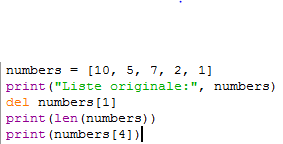 numbers = [10, 5, 7, 2, 1]
print("Liste originale:", numbers)
del numbers[1]
print(len(numbers))
print(numbers[4])